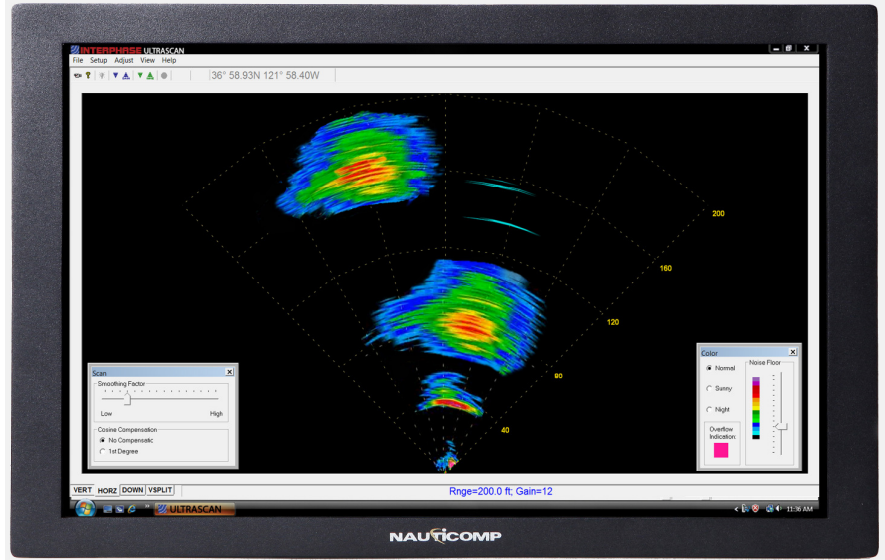 INTERPHASE ULTRASCAN
File Setup Adjust View Help
36° 58.93N 121° 58.40W
200
160
120
80
40
Scan
Smoothing Factor
Low High
Cosine Compensation
No Compensatic
1st Degree
Color
Normal
Sunny
Night
Overflow
Indication:
Noise Floor
VERT HORZ DOWN VSPLIT
Rnge=200.0 ft; Gain=12
ULTRASCAN
11:36 AM
NAUTICOMP